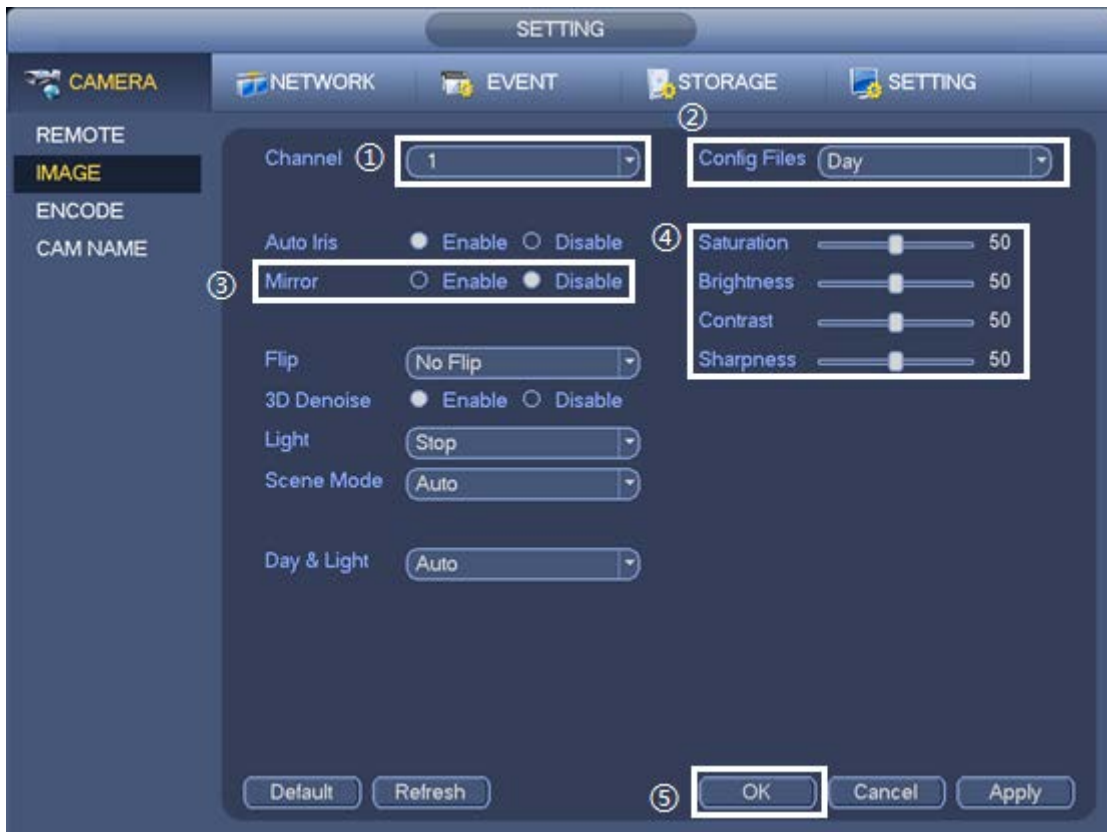 SETTING
CAMERA NETWORK EVENT STORAGE SETTING
REMOTE
IMAGE
ENCODE
CAM NAME
Channel ① 1
② Config Files Day
Auto Iris Enable Disable
③ Mirror Enable Disable
Flip No Flip
3D Denoise Enable Disable
Light Stop
Scene Mode Auto
Day & Light Auto
④ Saturation 50
Brightness 50
Contrast 50
Sharpness 50
Default Refresh ⑤ OK Cancel Apply